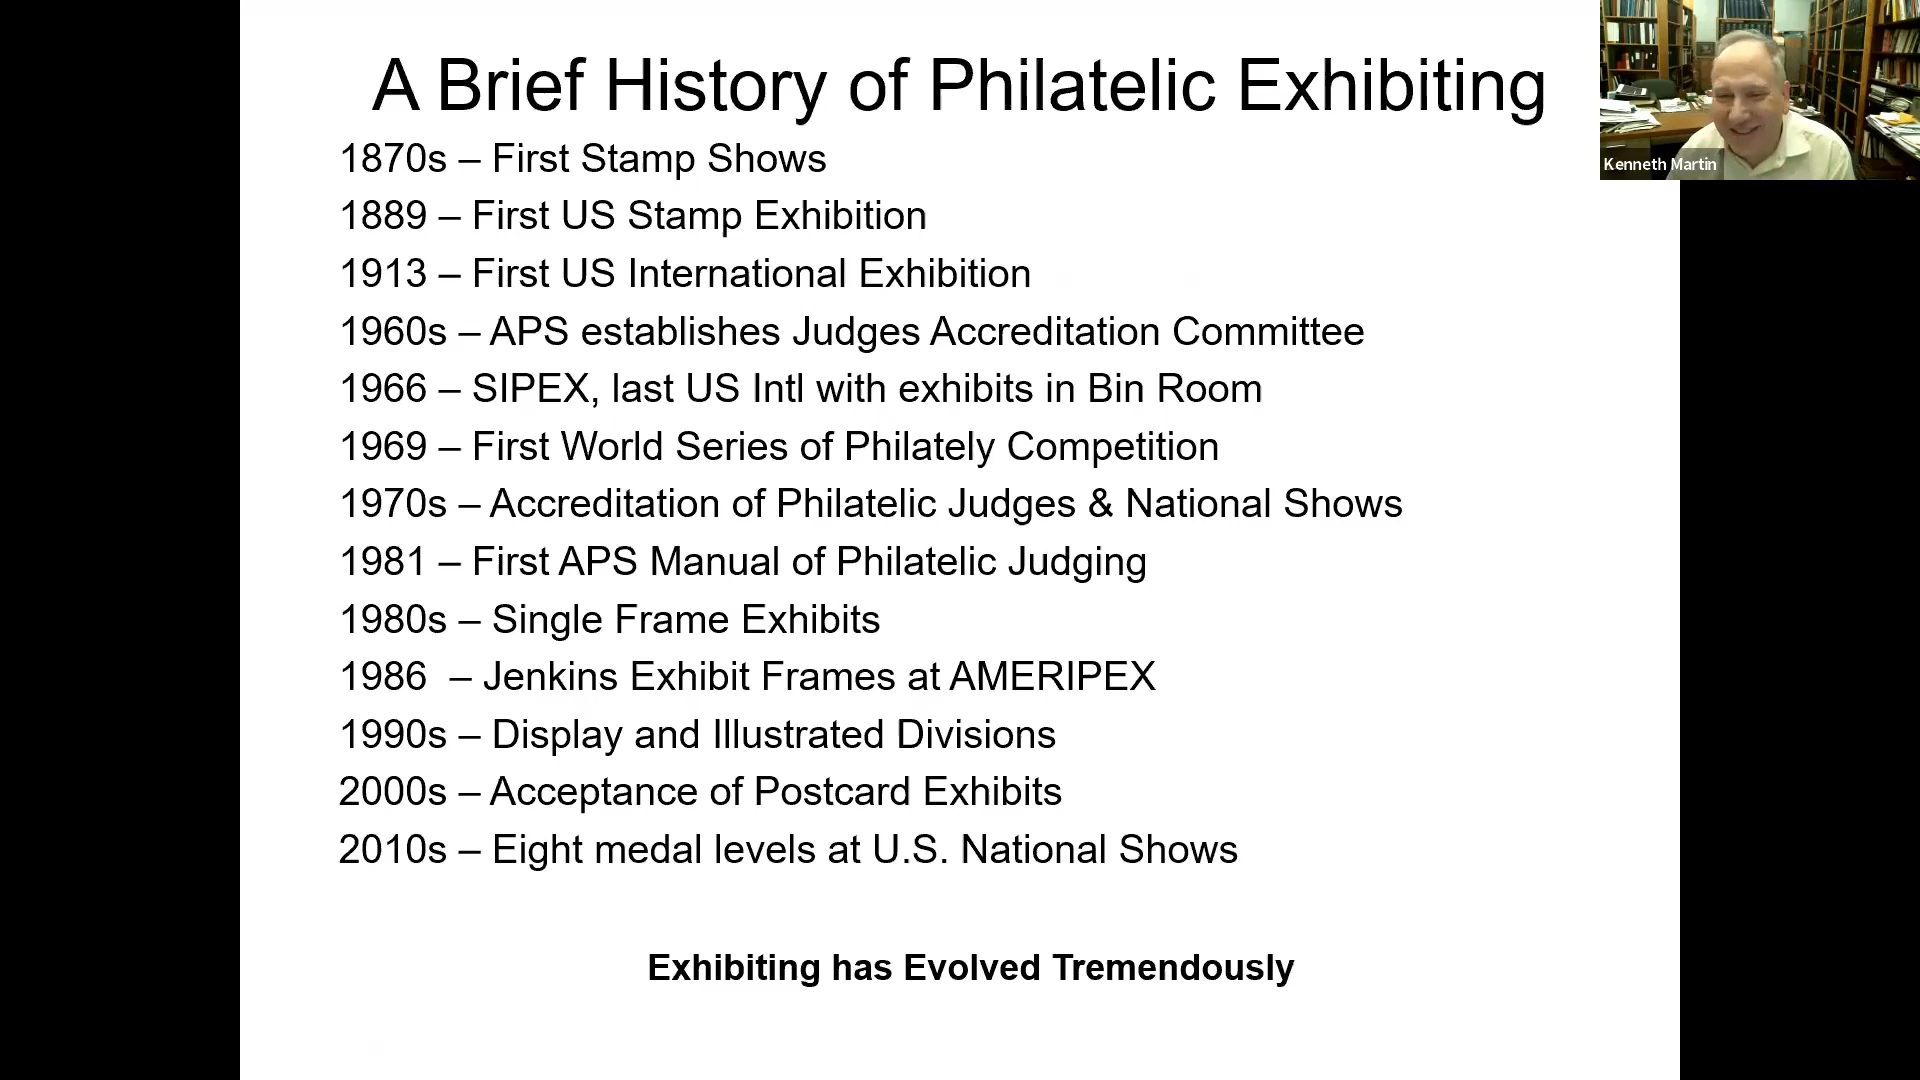 A Brief History of Philatelic Exhibiting
Kenneth Martin
1870s – First Stamp Shows
1889 – First US Stamp Exhibition
1913 – First US International Exhibition
1960s – APS establishes Judges Accreditation Committee
1966 – SIPEX, last US Intl with exhibits in Bin Room
1969 – First World Series of Philately Competition
1970s – Accreditation of Philatelic Judges & National Shows
1981 – First APS Manual of Philatelic Judging
1980s – Single Frame Exhibits
1986  – Jenkins Exhibit Frames at AMERIPEX
1990s – Display and Illustrated Divisions
2000s – Acceptance of Postcard Exhibits
2010s – Eight medal levels at U.S. National Shows
Exhibiting has Evolved Tremendously